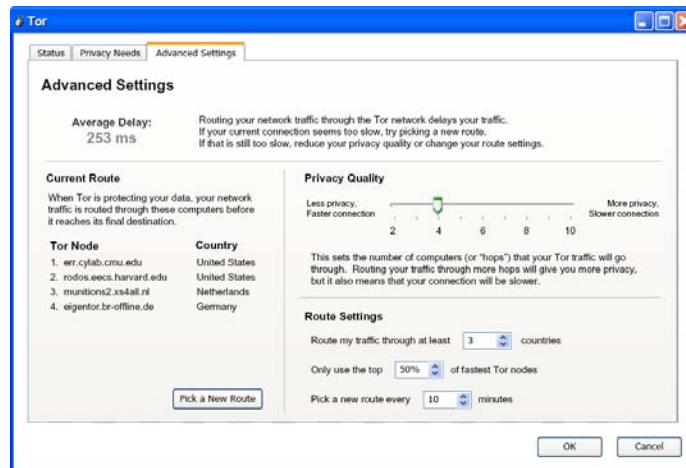 Tor
Status
Privacy Needs
Advanced Settings
Advanced Settings
Average Delay:
253 ms
Routing your network traffic through the Tor network delays your traffic.
If your current connection seems too slow, try picking a new route.
If that is still too slow, reduce your privacy quality or change your route settings.
Current Route
When Tor is protecting your data, your network
traffic is routed through these computers before
it reaches its final destination.
Tor Node Country
1. err.cylab.cmu.edu United States
2. rodos.eecs.harvard.edu United States
3. munitions2.xs4all.nl Netherlands
4. eigentor.br-offline.de Germany
Pick a New Route
Privacy Quality
Less privacy,
Faster connection
More privacy,
Slower connection
2 4 6 8 10
This sets the number of computers (or "hops") that your Tor traffic will go
through. Routing your traffic through more hops will give you more privacy,
but it also means that your connection will be slower.
Route Settings
Route my traffic through at least 3 countries
Only use the top 50% of fastest Tor nodes
Pick a new route every 10 minutes
OK
Cancel